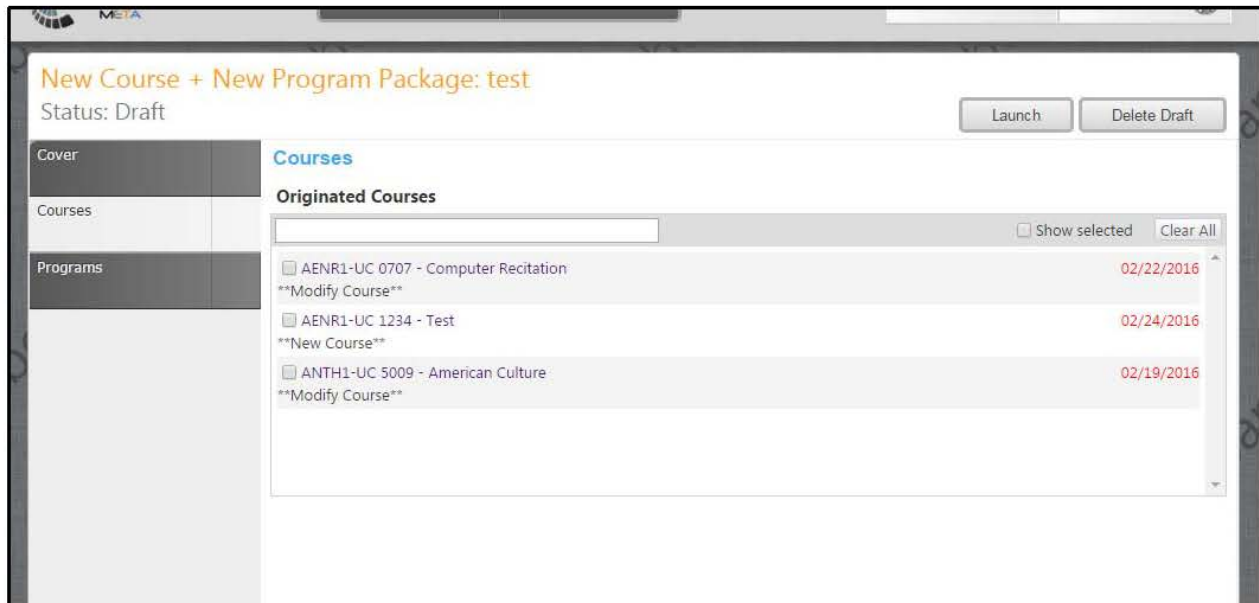 META
New Course + New Program Package: test
Status: Draft
Launch
Delete Draft
Cover
Courses
Programs
Courses
Originated Courses
Show selected
Clear All
AENR1-UC 0707 - Computer Recitation 02/22/2016
**Modify Course**
AENR1-UC 1234 - Test 02/24/2016
**New Course**
ANTH1-UC 5009 - American Culture 02/19/2016
**Modify Course**